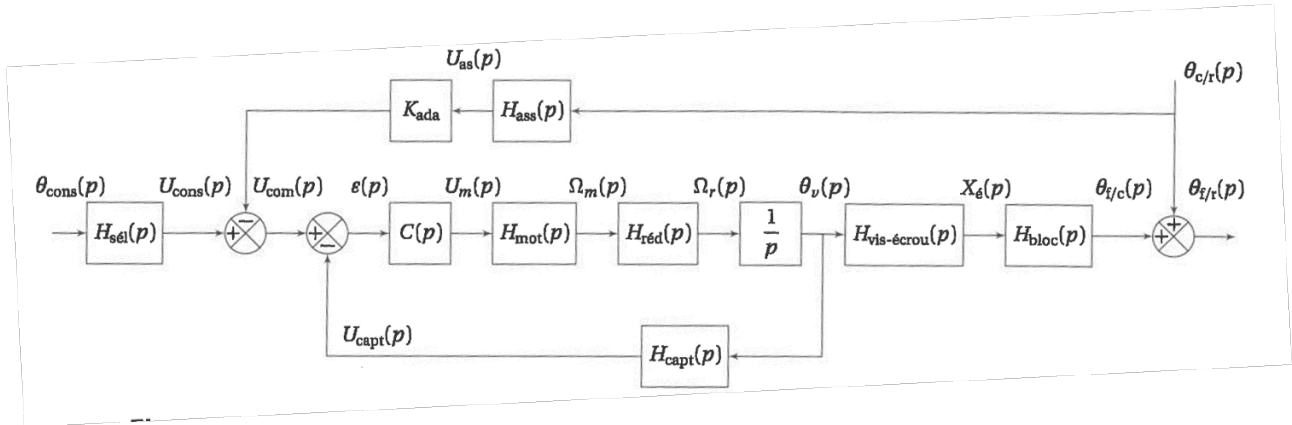 U_as(p)
θ_c/r(p)
K_ada H_ass(p)
θ_cons(p) U_cons(p) U_com(p) ε(p) U_m(p) Ω_m(p) Ω_r(p) θ_v(p) X_é(p) θ_f/c(p) θ_f/r(p)
H_sél(p) + − + − C(p) H_mot(p) H_réd(p) 1/p H_vis-écrou(p) H_bloc(p) + +
U_capt(p)
H_capt(p)